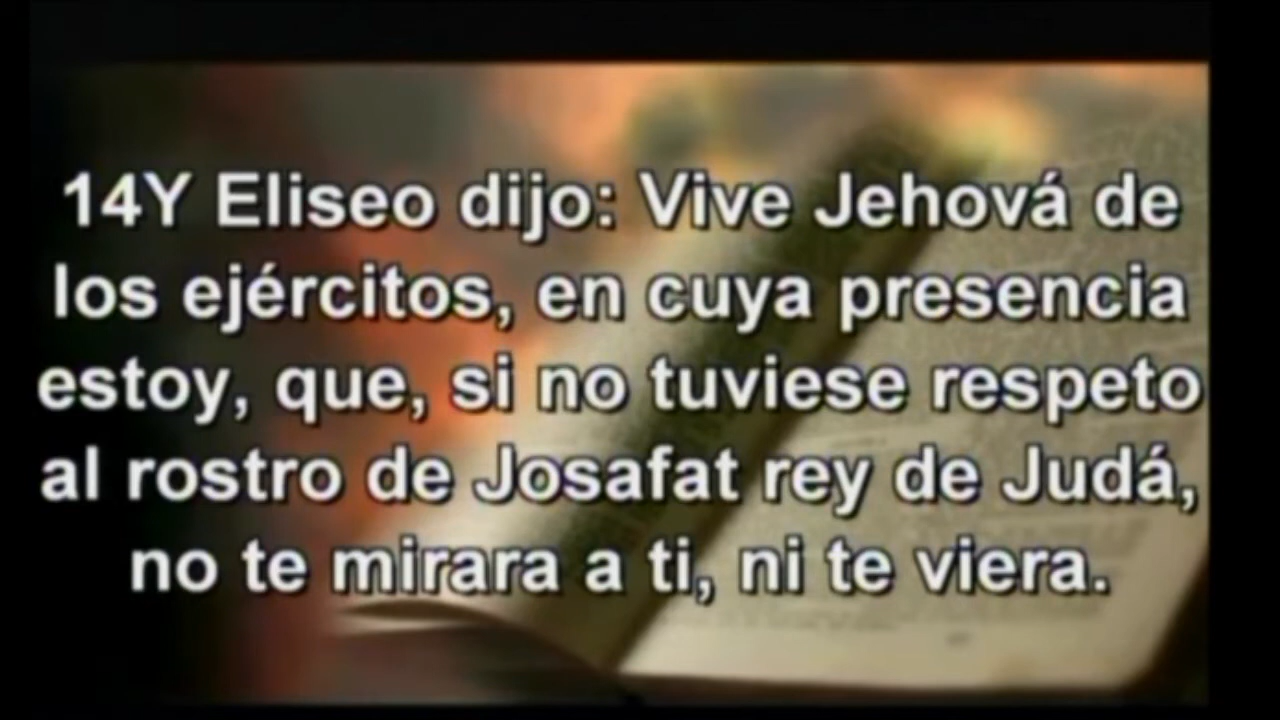 14Y Eliseo dijo: Vive Jehová de
los ejércitos, en cuya presencia
estoy, que, si no tuviese respeto
al rostro de Josafat rey de Judá,
no te mirara a ti, ni te viera.